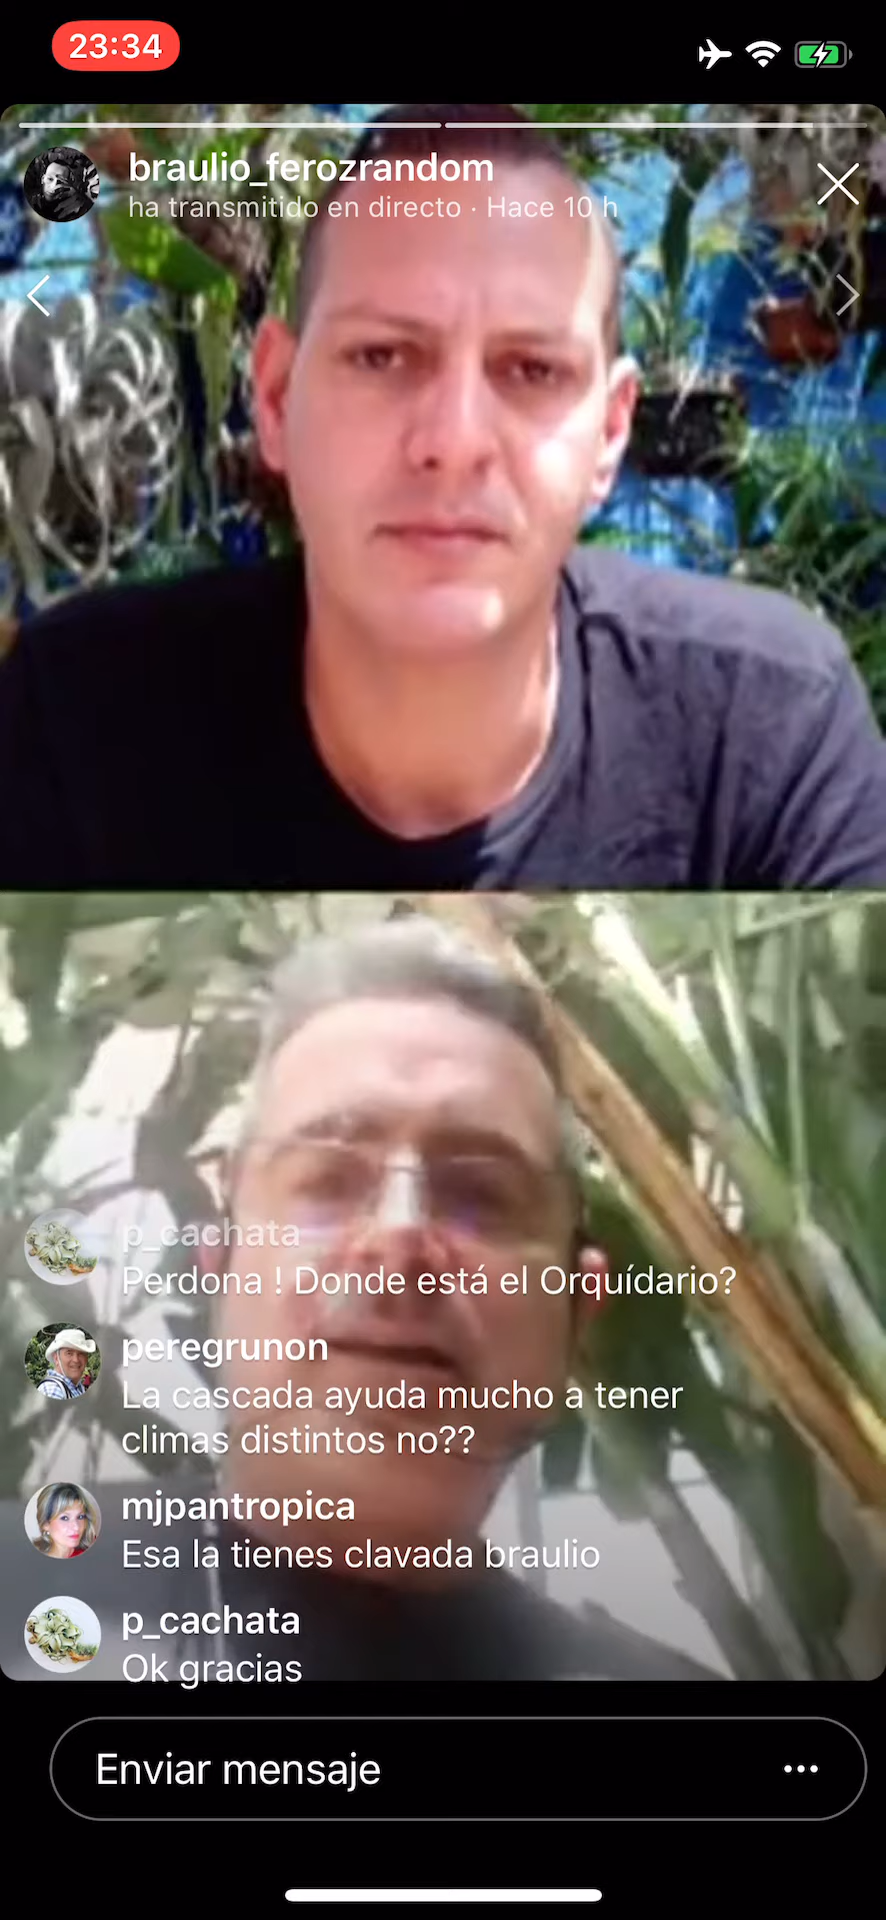 23:34
braulio_ferozrandom
ha transmitido en directo · Hace 10 h
p_cachata
Perdona ! Donde está el Orquídario?
peregrunon
La cascada ayuda mucho a tener
climas distintos no??
mjpantropica
Esa la tienes clavada braulio
p_cachata
Ok gracias
Enviar mensaje